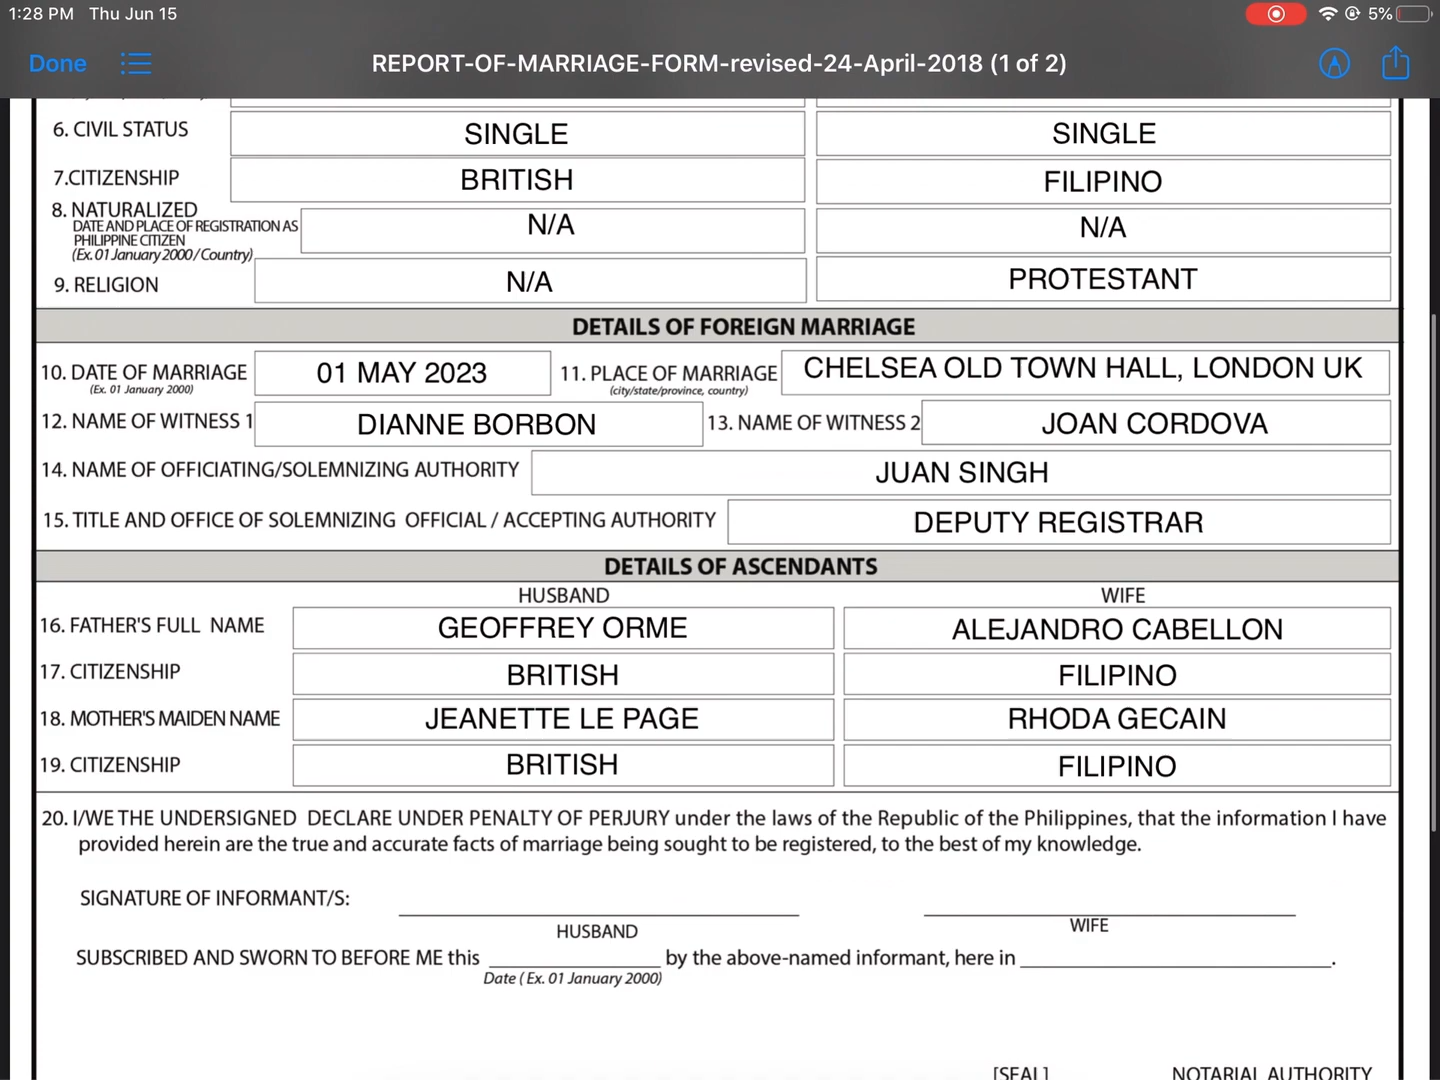 1:28 PM Thu Jun 15 5%
Done REPORT-OF-MARRIAGE-FORM-revised-24-April-2018 (1 of 2)
6. CIVIL STATUS SINGLE SINGLE
7.CITIZENSHIP BRITISH FILIPINO
8. NATURALIZED N/A N/A
DATE AND PLACE OF REGISTRATION AS
PHILIPPINE CITIZEN
(Ex. 01 January 2000/Country)
9. RELIGION N/A PROTESTANT
DETAILS OF FOREIGN MARRIAGE
10. DATE OF MARRIAGE 01 MAY 2023 11. PLACE OF MARRIAGE CHELSEA OLD TOWN HALL, LONDON UK
(Ex. 01 January 2000) (city/state/province, country)
12. NAME OF WITNESS 1 DIANNE BORBON 13. NAME OF WITNESS 2 JOAN CORDOVA
14. NAME OF OFFICIATING/SOLEMNIZING AUTHORITY JUAN SINGH
15. TITLE AND OFFICE OF SOLEMNIZING OFFICIAL / ACCEPTING AUTHORITY DEPUTY REGISTRAR
DETAILS OF ASCENDANTS
HUSBAND WIFE
16. FATHER'S FULL NAME GEOFFREY ORME ALEJANDRO CABELLON
17. CITIZENSHIP BRITISH FILIPINO
18. MOTHER'S MAIDEN NAME JEANETTE LE PAGE RHODA GECAIN
19. CITIZENSHIP BRITISH FILIPINO
20. I/WE THE UNDERSIGNED DECLARE UNDER PENALTY OF PERJURY under the laws of the Republic of the Philippines, that the information I have
provided herein are the true and accurate facts of marriage being sought to be registered, to the best of my knowledge.
SIGNATURE OF INFORMANT/S:
HUSBAND WIFE
SUBSCRIBED AND SWORN TO BEFORE ME this by the above-named informant, here in .
Date ( Ex. 01 January 2000)
[SEAL] NOTARIAL AUTHORITY